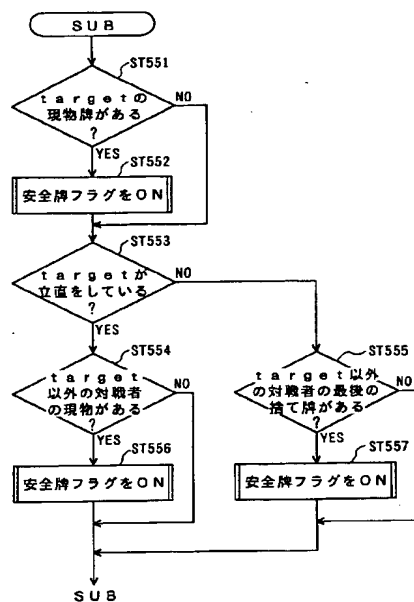 SUB
ST551
targetの
現物牌がある
?
NO
YES
ST552
安全牌フラグをON
ST553
targetが
立直をしている
?
NO
YES
ST554
target
以外の対戦者
の現物がある
?
NO
YES
ST555
target以外
の対戦者の最後の
捨て牌がある
?
NO
YES
ST556
安全牌フラグをON
ST557
安全牌フラグをON
SUB